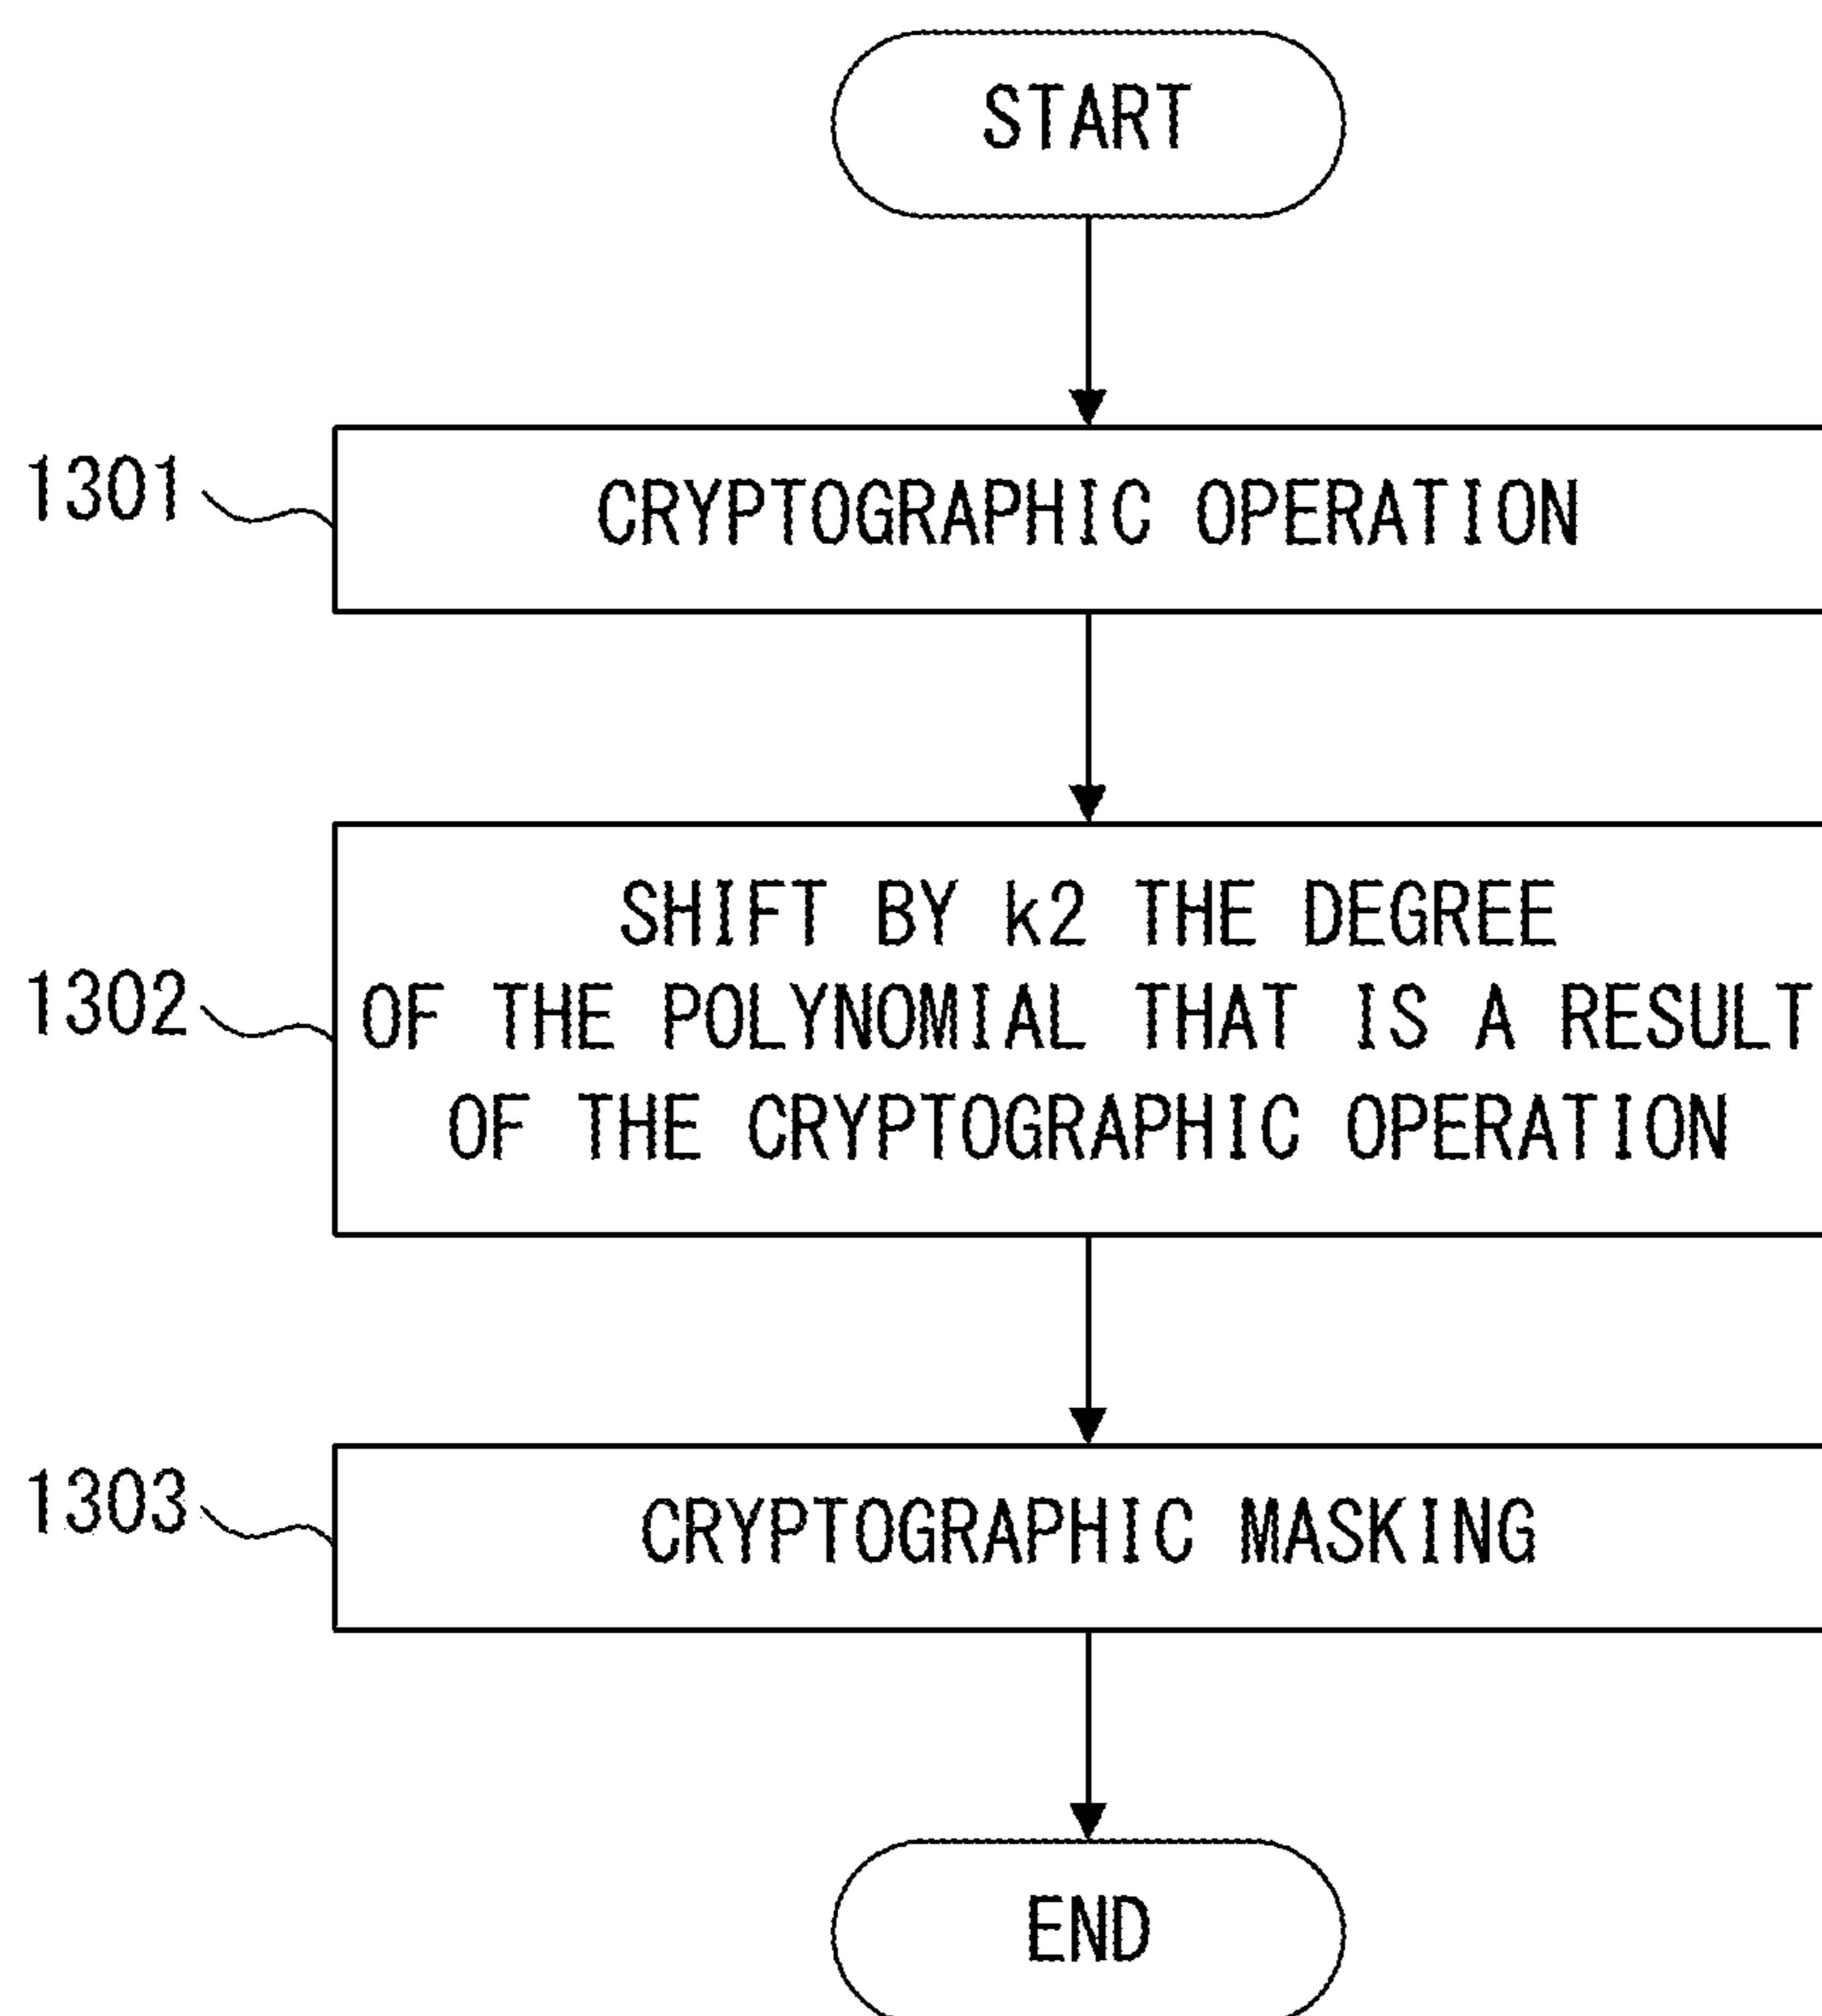 START
1301
CRYPTOGRAPHIC OPERATION
1302
SHIFT BY k2 THE DEGREE
OF THE POLYNOMIAL THAT IS A RESULT
OF THE CRYPTOGRAPHIC OPERATION
1303
CRYPTOGRAPHIC MASKING
END